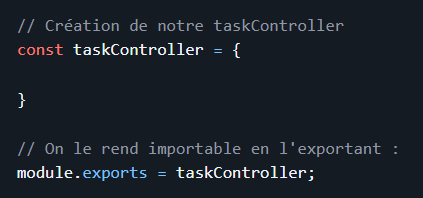 // Création de notre taskController
const taskController = {
}
// On le rend importable en l'exportant :
module.exports = taskController;